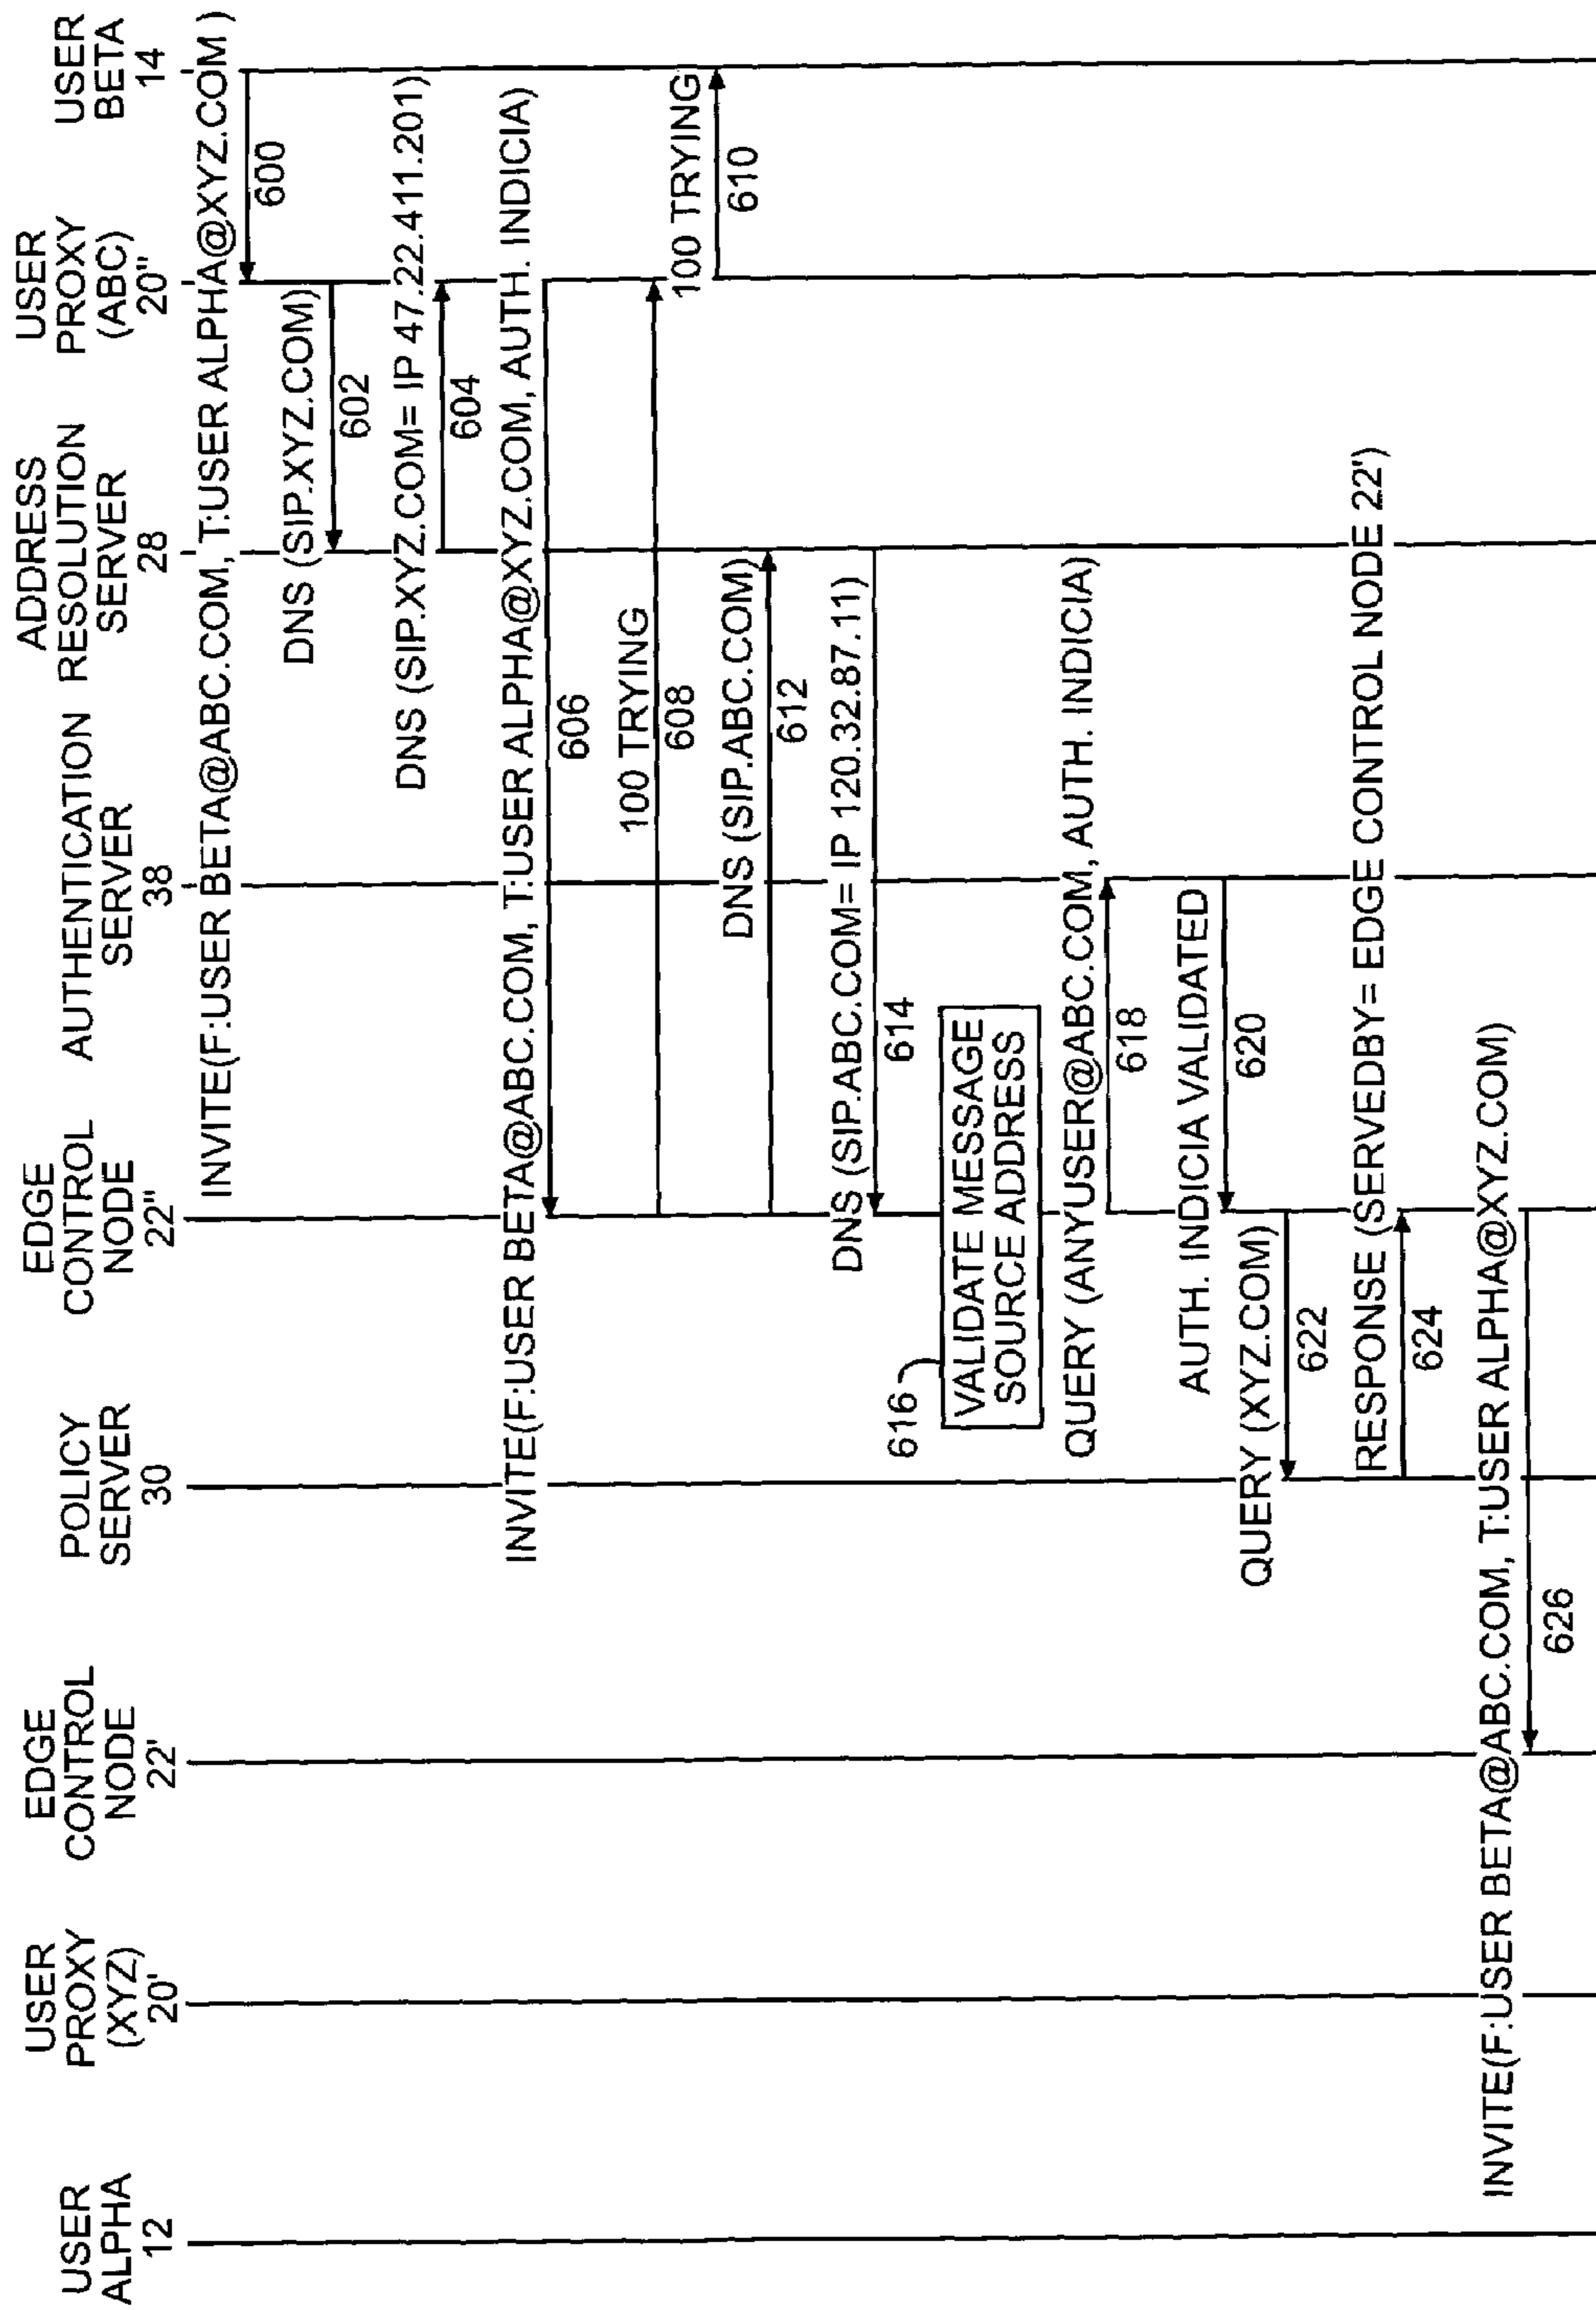 USER
ALPHA
12
USER
PROXY
(XYZ)
20'
EDGE
CONTROL
NODE
22'
POLICY
SERVER
30
EDGE
CONTROL
NODE
22"
AUTHENTICATION
SERVER
38
ADDRESS
RESOLUTION
SERVER
28
USER
PROXY
(ABC)
20"
USER
BETA
14
INVITE(F:USER BETA@ABC.COM, T:USER ALPHA@XYZ.COM )
600
DNS (SIP.XYZ.COM)
602
DNS (SIP.XYZ.COM= IP 47.22.411.201)
604
INVITE(F:USER BETA@ABC.COM, T:USER ALPHA@XYZ.COM, AUTH. INDICIA)
606
100 TRYING
608
100 TRYING
610
DNS (SIP.ABC.COM)
612
DNS (SIP.ABC.COM= IP 120.32.87.11)
614
616
VALIDATE MESSAGE
SOURCE ADDRESS
QUERY (ANYUSER@ABC.COM, AUTH. INDICIA)
618
AUTH. INDICIA VALIDATED
620
QUERY (XYZ.COM)
622
RESPONSE (SERVEDBY= EDGE CONTROL NODE 22')
624
INVITE(F:USER BETA@ABC.COM, T:USER ALPHA@XYZ.COM)
626